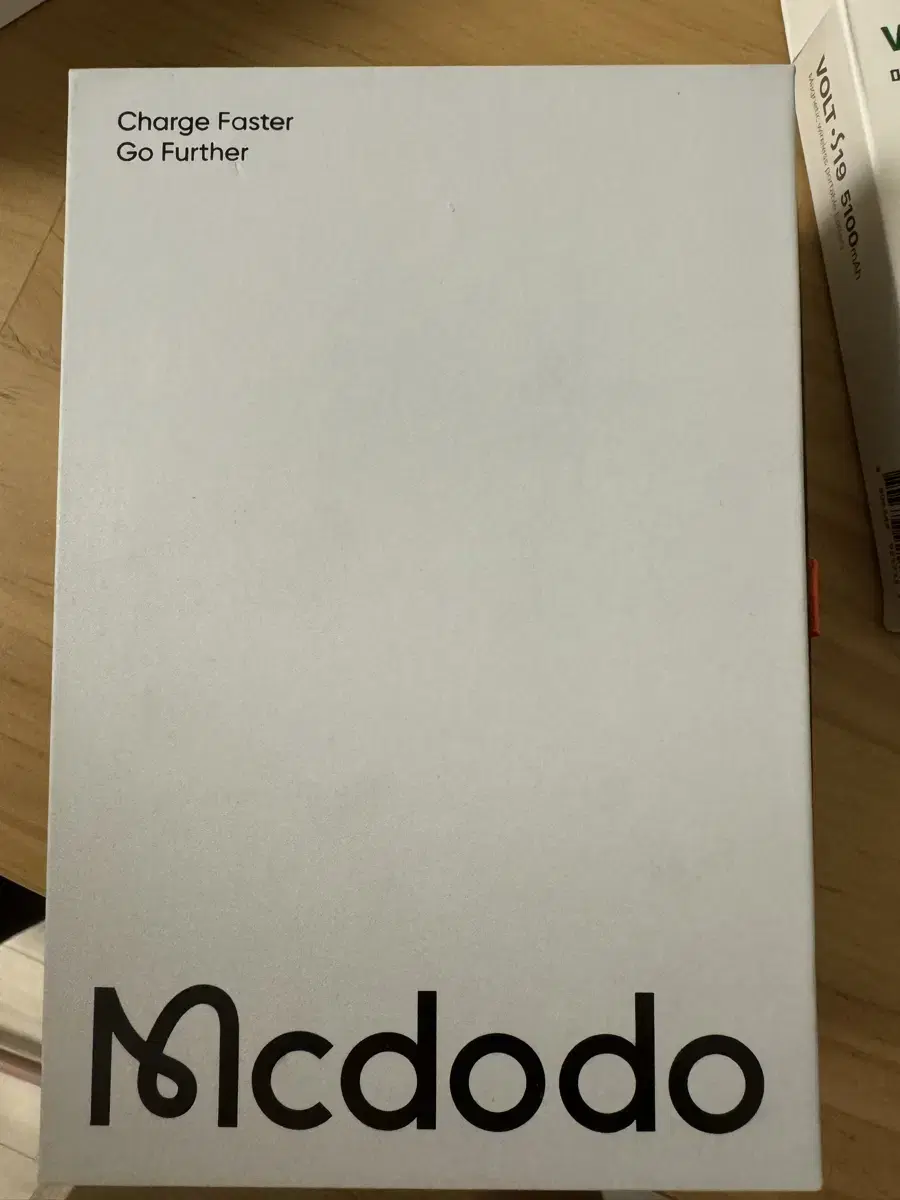 Charge Faster
Go Further
Mcdodo
VOLT
S19 5100mAh